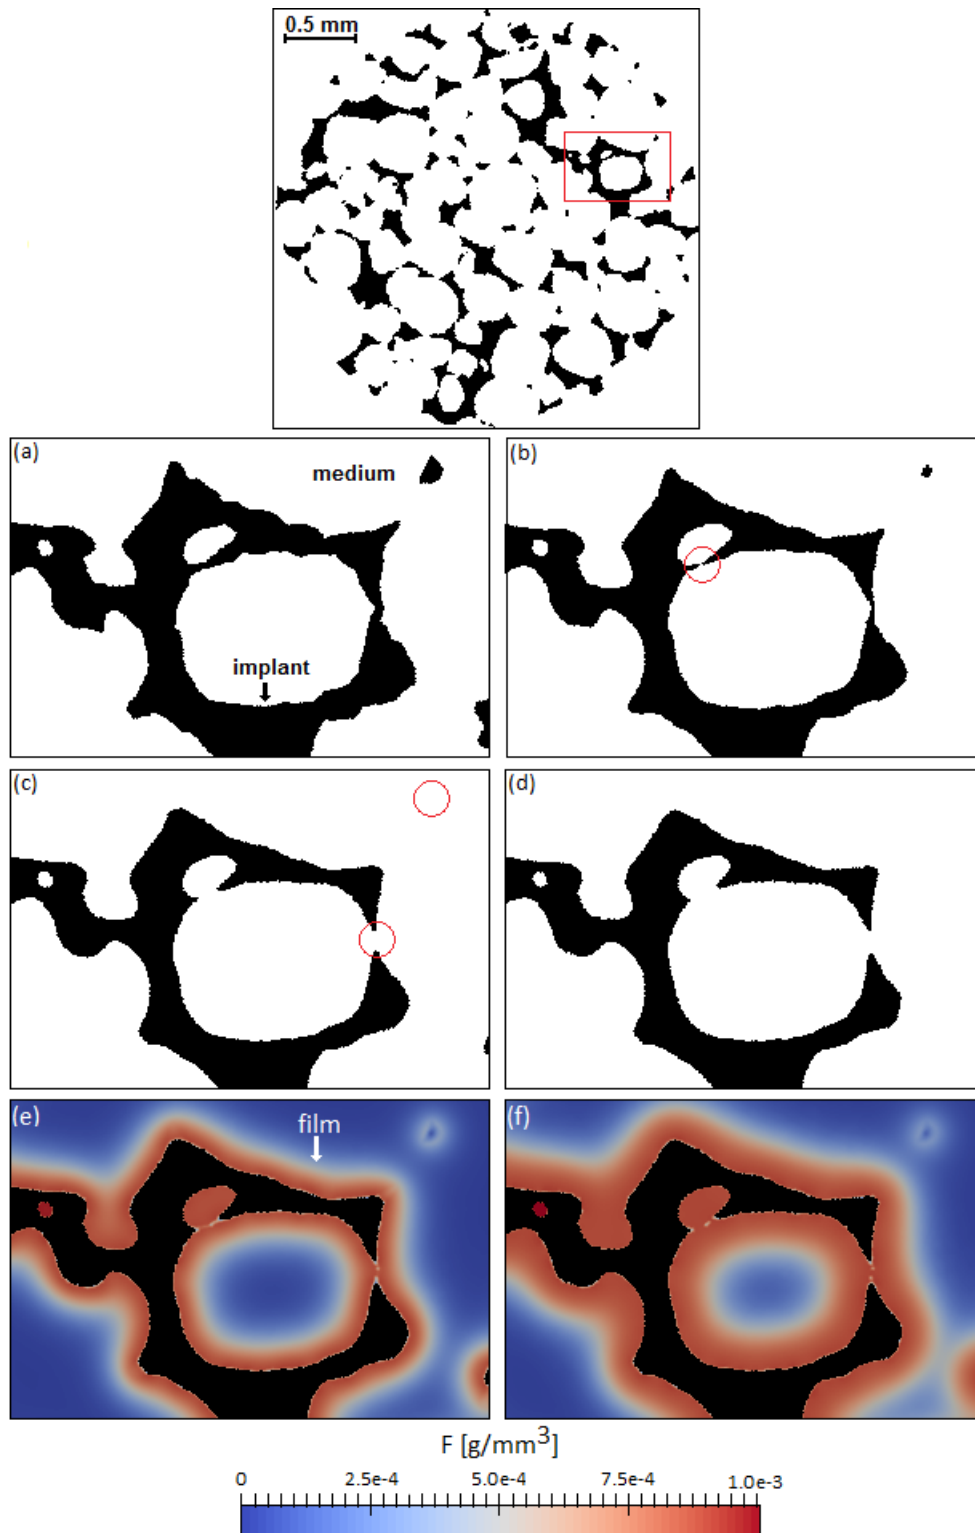 0.5 mm
(a)
medium
implant
(b)
(c)
(d)
(e)
film
(f)
F [g/mm³]
0 2.5e-4 5.0e-4 7.5e-4 1.0e-3